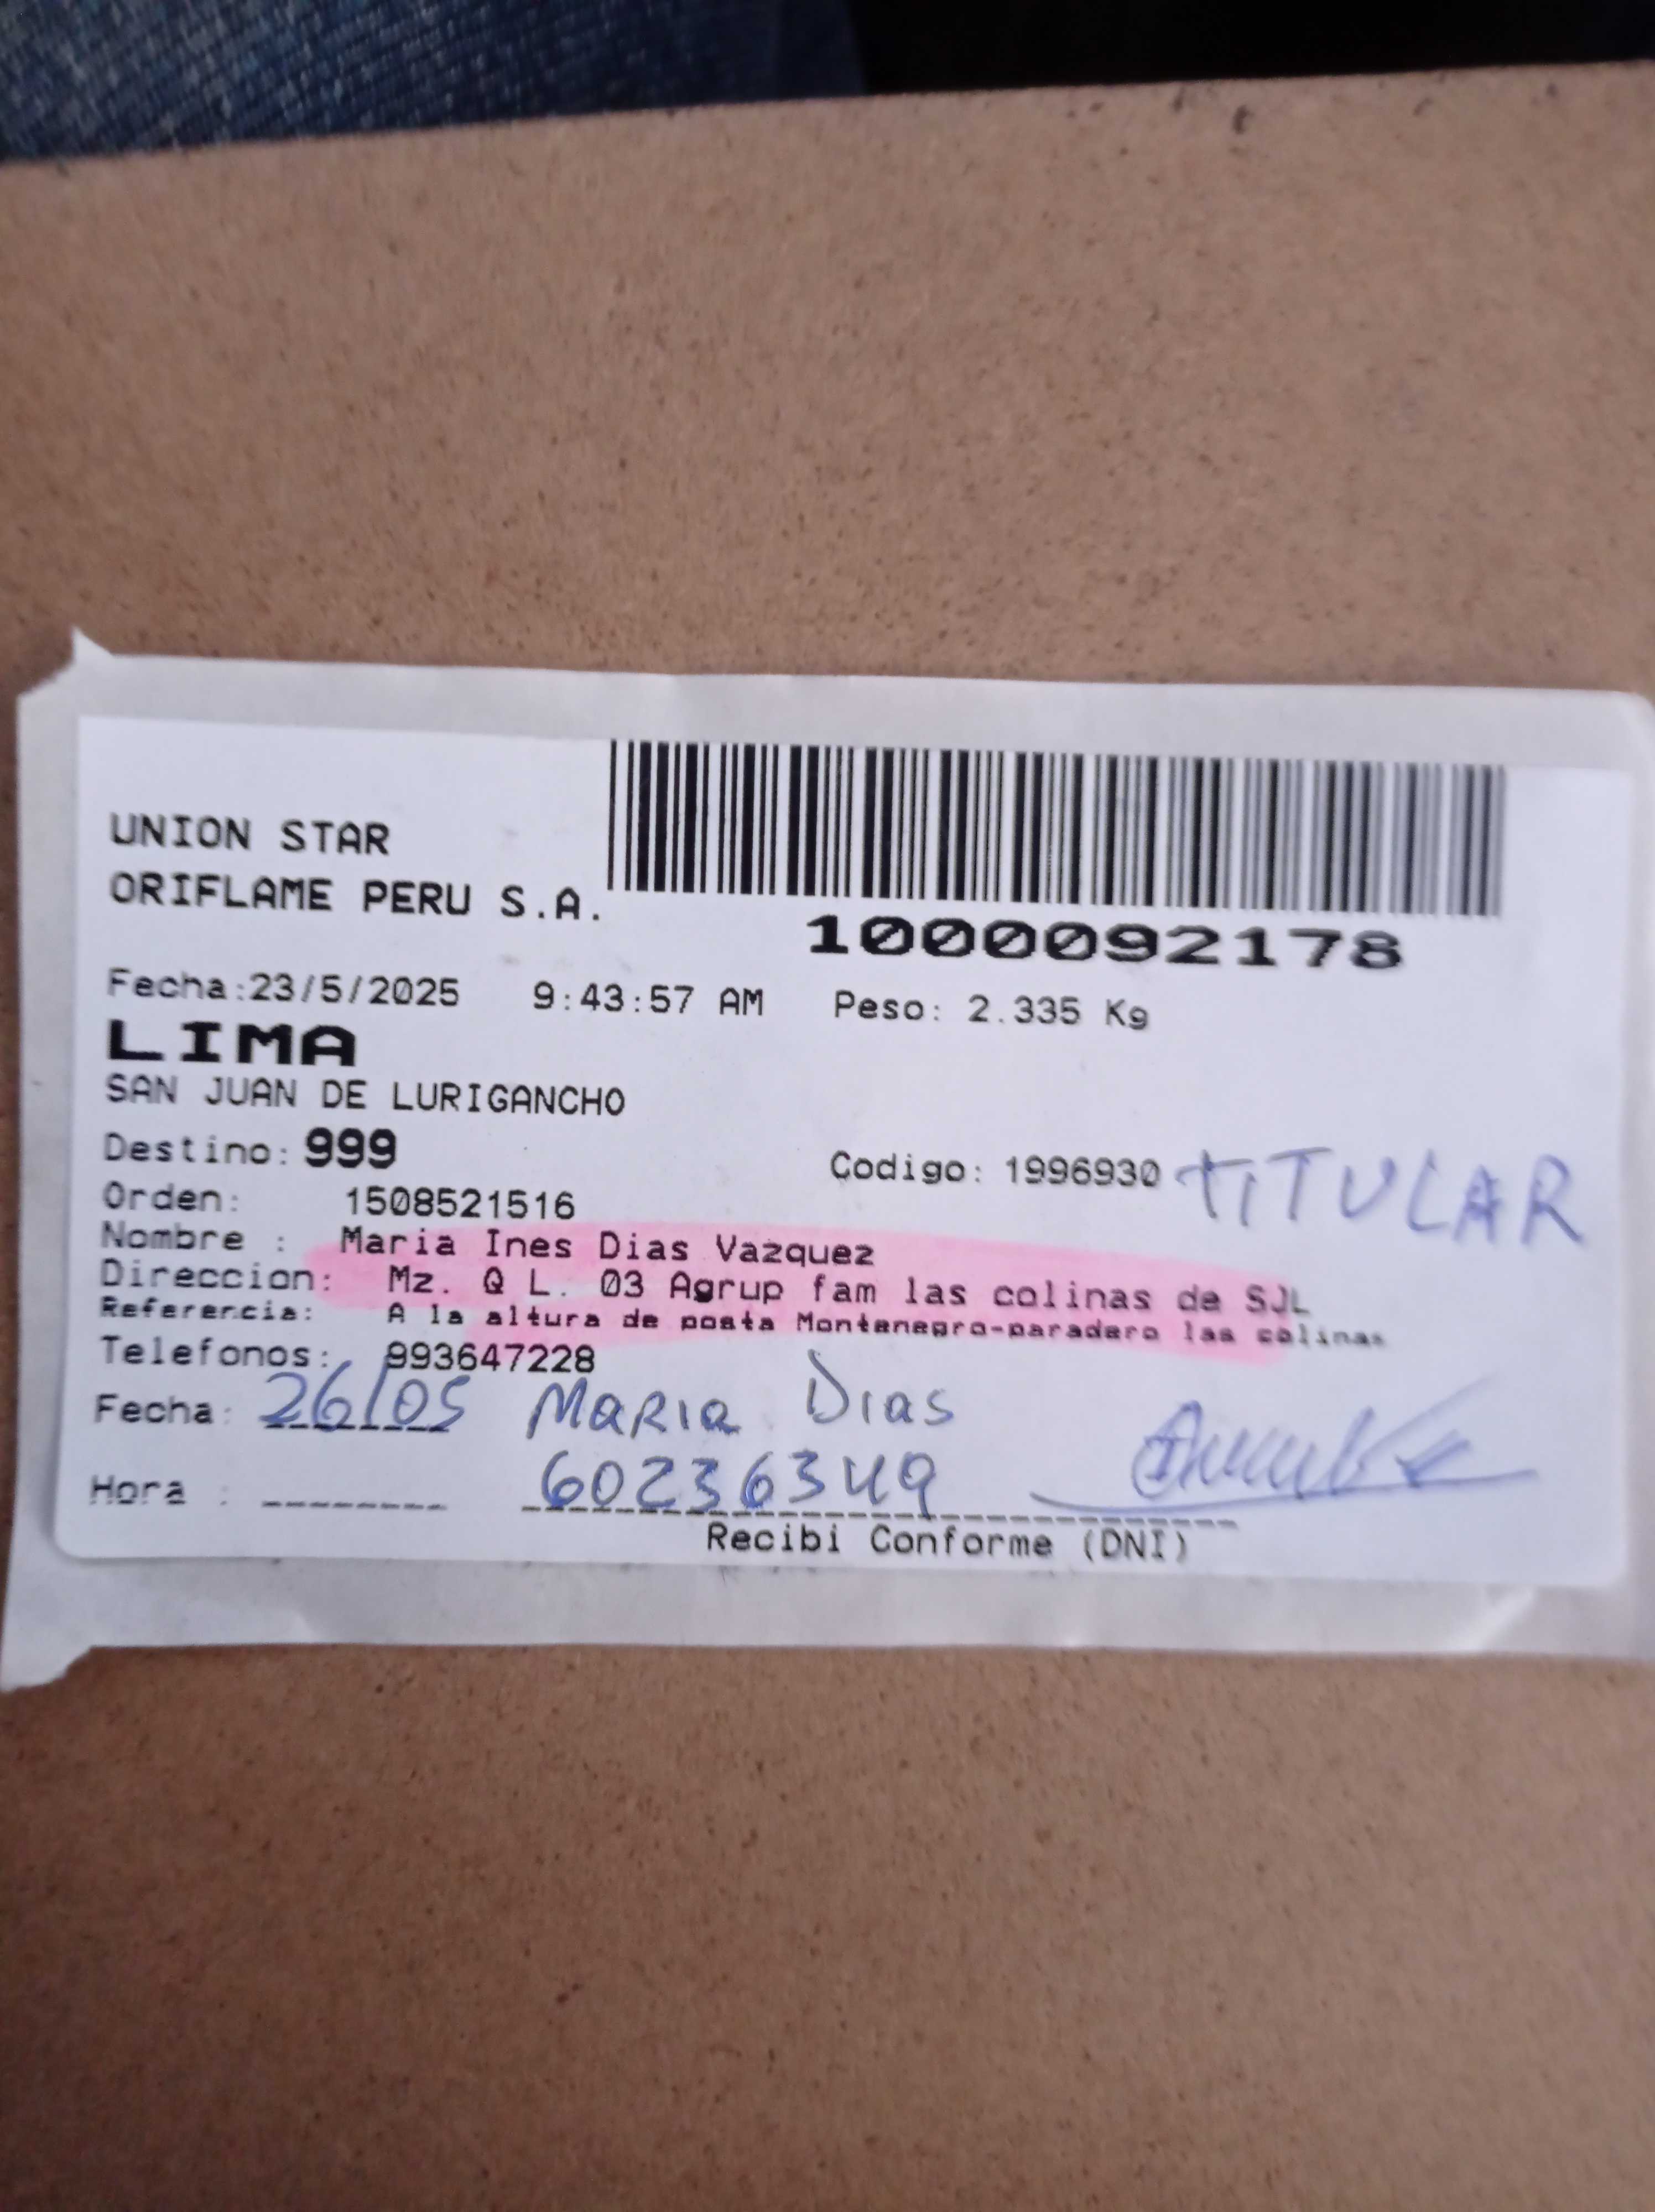 UNION STAR
ORIFLAME PERU S.A.
1000092178
Fecha:23/5/2025 9:43:57 AM Peso: 2.335 Kg
LIMA
SAN JUAN DE LURIGANCHO
Destino: 999
Codigo: 1996930 TITULAR
Orden: 1508521516
Nombre : Maria Ines Dias Vazquez
Direccion: Mz. Q L. 03 Agrup fam las colinas de SJL
Referencia: A la altura de posta Montenegro-paradero las colinas
Telefonos: 993647228
Fecha: 26/05 MARIA DIAS
Hora : 60236349
Recibi Conforme (DNI)